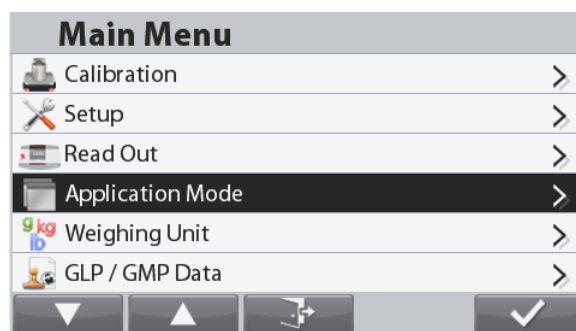 Main Menu
Calibration
Setup
Read Out
Application Mode
g kg
lb
Weighing Unit
GLP / GMP Data